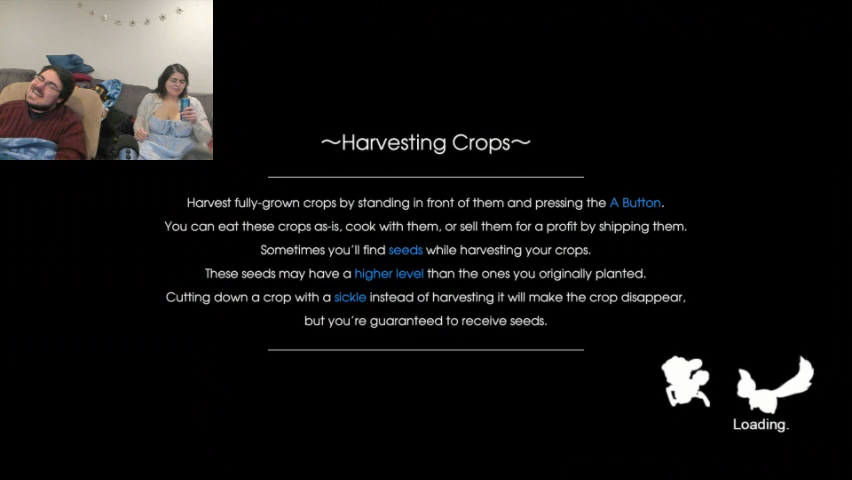 ～Harvesting Crops～
Harvest fully-grown crops by standing in front of them and pressing the A Button.
You can eat these crops as-is, cook with them, or sell them for a profit by shipping them.
Sometimes you'll find seeds while harvesting your crops.
These seeds may have a higher level than the ones you originally planted.
Cutting down a crop with a sickle instead of harvesting it will make the crop disappear,
but you're guaranteed to receive seeds.
Loading.